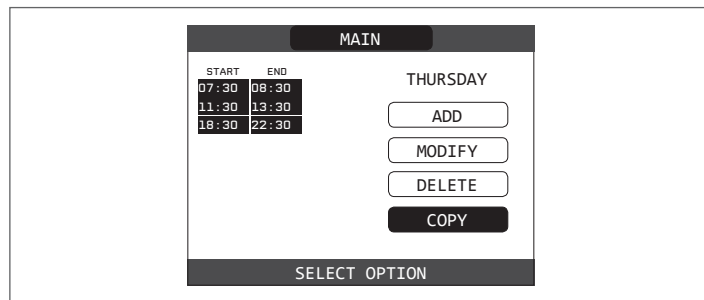 MAIN
START END
07:30 08:30
11:30 13:30
18:30 22:30
THURSDAY
ADD
MODIFY
DELETE
COPY
SELECT OPTION